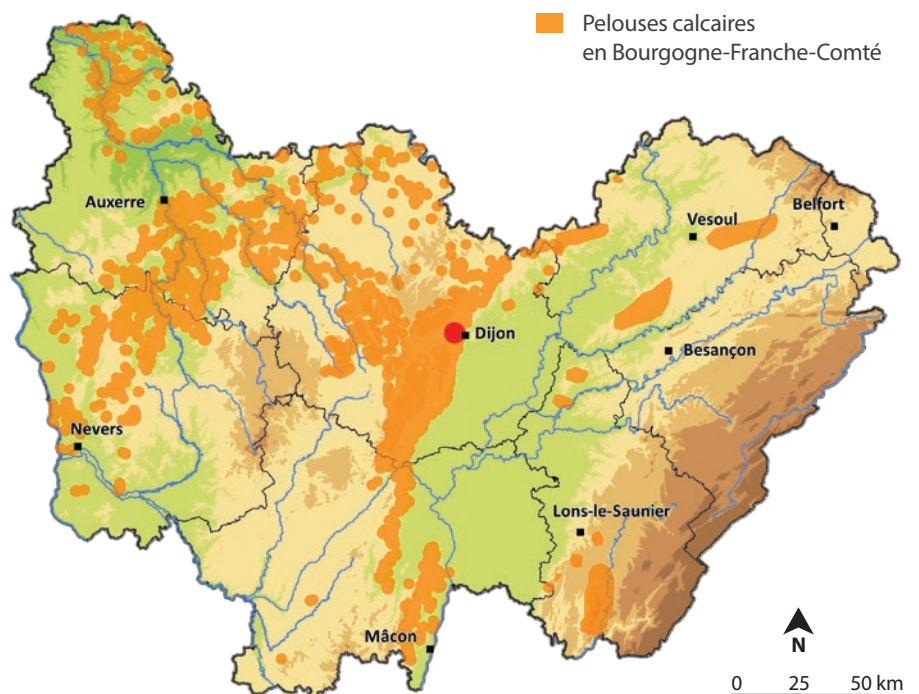 Pelouses calcaires
en Bourgogne-Franche-Comté
Auxerre
Vesoul
Belfort
Dijon
Besançon
Nevers
Lons-le-Saunier
Mâcon
N
0 25 50 km